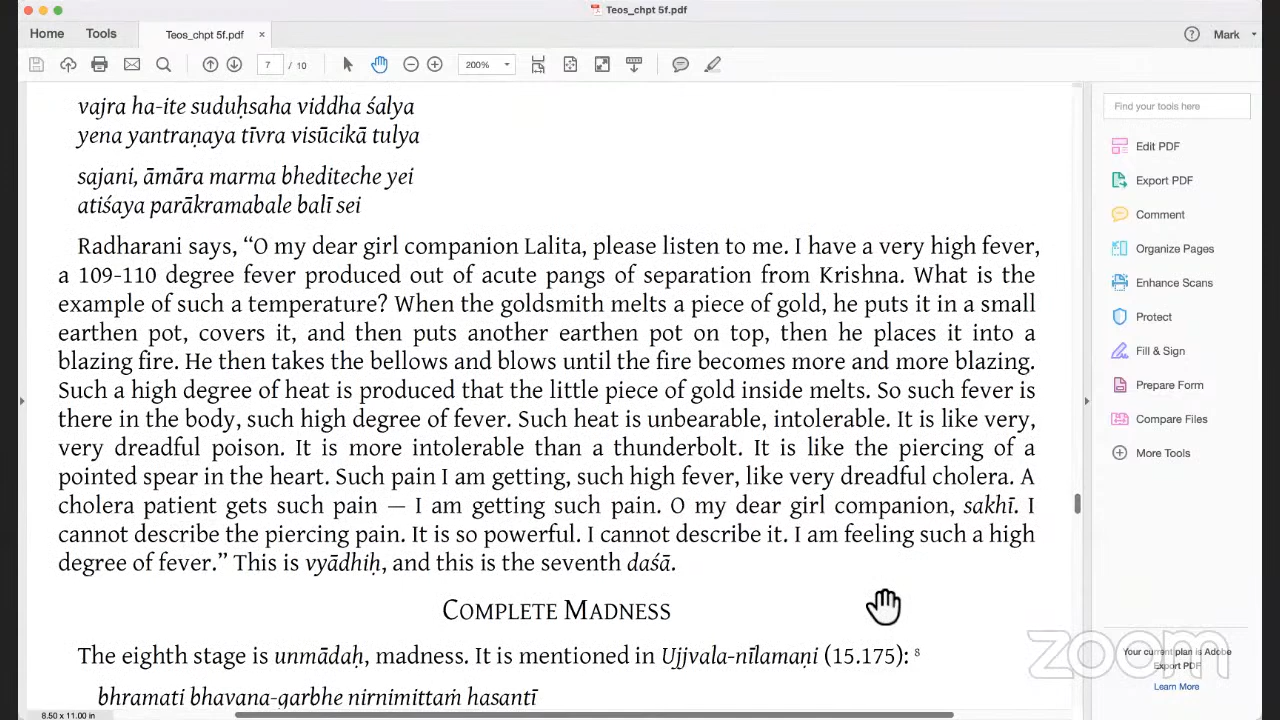 Teos_chpt 5f.pdf
Home Tools Teos_chpt 5f.pdf × Mark
7 / 10 200%
vajra ha-ite suduḥsaha viddha śalya
yena yantraṇaya tīvra visūcikā tulya
sajani, āmāra marma bhediteche yei
atiśaya parākramabale balī sei
Radharani says, “O my dear girl companion Lalita, please listen to me. I have a very high fever,
a 109-110 degree fever produced out of acute pangs of separation from Krishna. What is the
example of such a temperature? When the goldsmith melts a piece of gold, he puts it in a small
earthen pot, covers it, and then puts another earthen pot on top, then he places it into a
blazing fire. He then takes the bellows and blows until the fire becomes more and more blazing.
Such a high degree of heat is produced that the little piece of gold inside melts. So such fever is
there in the body, such high degree of fever. Such heat is unbearable, intolerable. It is like very,
very dreadful poison. It is more intolerable than a thunderbolt. It is like the piercing of a
pointed spear in the heart. Such pain I am getting, such high fever, like very dreadful cholera. A
cholera patient gets such pain — I am getting such pain. O my dear girl companion, sakhī. I
cannot describe the piercing pain. It is so powerful. I cannot describe it. I am feeling such a high
degree of fever.” This is vyādhiḥ, and this is the seventh daśā.
COMPLETE MADNESS
The eighth stage is unmādaḥ, madness. It is mentioned in Ujjvala-nīlamaṇi (15.175): 8
bhramati bhavana-garbhe nirnimittaṁ hasantī
8.50 x 11.00 in
Find your tools here
Edit PDF
Export PDF
Comment
Organize Pages
Enhance Scans
Protect
Fill & Sign
Prepare Form
Compare Files
More Tools
zoom
Your current plan is Adobe
Export PDF
Learn More